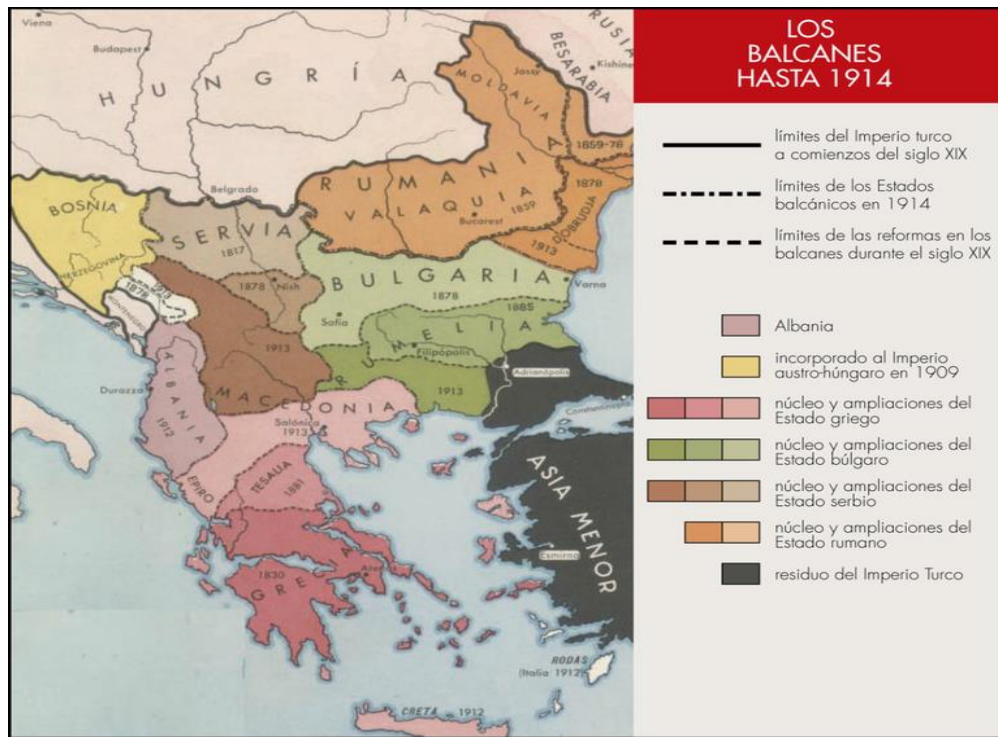 LOS
BALCANES
HASTA 1914
límites del Imperio turco
a comienzos del siglo XIX
límites de los Estados
balcánicos en 1914
límites de las reformas en los
balcanes durante el siglo XIX
Albania
incorporado al Imperio
austro-húngaro en 1909
núcleo y ampliaciones del
Estado griego
núcleo y ampliaciones del
Estado búlgaro
núcleo y ampliaciones del
Estado serbio
núcleo y ampliaciones del
Estado rumano
residuo del Imperio Turco
Viena
Budapest
HUNGRÍA
RUSIA
BESARABIA
Kishine
Jassy
MOLDAVIA
1859-78
1878
RUMANIA
VALAQUIA
1859
Bucarest
DOBRUDJA
1913
Belgrado
BOSNIA
HERZEGOVINA
SERVIA
1817
1878
Nish
1913
1878
1913
MONTENEGRO
BULGARIA
1878
Varna
Sofía
1885
RUMELIA
Filipópolis
1913
Adrianópolis
Constantinopla
ALBANIA
1912
Durazzo
MACEDONIA
Salónica
1913
EPIRO
TESALIA
1881
1830
GRE
A
ASIA MENOR
Esmirna
RODAS
(Italia 1912)
CRETA - 1912